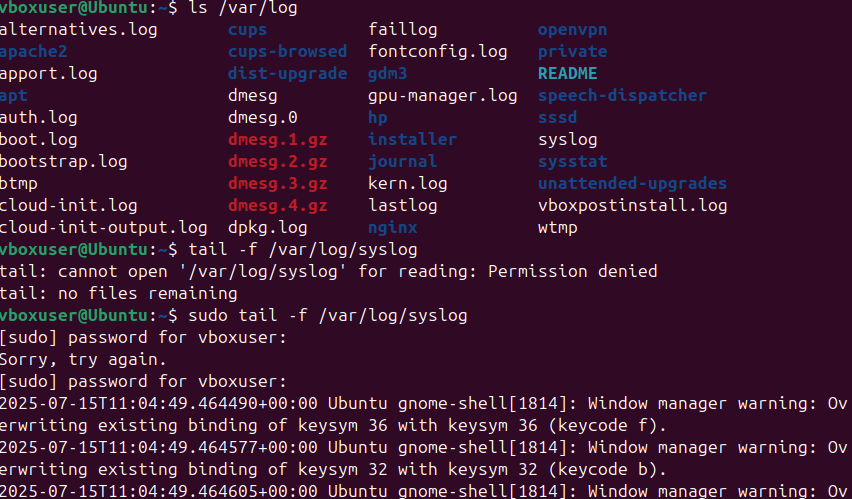 vboxuser@Ubuntu:~$ ls /var/log
alternatives.log cups faillog openvpn
apache2 cups-browsed fontconfig.log private
apport.log dist-upgrade gdm3 README
apt dmesg gpu-manager.log speech-dispatcher
auth.log dmesg.0 hp sssd
boot.log dmesg.1.gz installer syslog
bootstrap.log dmesg.2.gz journal sysstat
btmp dmesg.3.gz kern.log unattended-upgrades
cloud-init.log dmesg.4.gz lastlog vboxpostinstall.log
cloud-init-output.log dpkg.log nginx wtmp
vboxuser@Ubuntu:~$ tail -f /var/log/syslog
tail: cannot open '/var/log/syslog' for reading: Permission denied
tail: no files remaining
vboxuser@Ubuntu:~$ sudo tail -f /var/log/syslog
[sudo] password for vboxuser:
Sorry, try again.
[sudo] password for vboxuser:
2025-07-15T11:04:49.464490+00:00 Ubuntu gnome-shell[1814]: Window manager warning: Ov
erwriting existing binding of keysym 36 with keysym 36 (keycode f).
2025-07-15T11:04:49.464577+00:00 Ubuntu gnome-shell[1814]: Window manager warning: Ov
erwriting existing binding of keysym 32 with keysym 32 (keycode b).
2025-07-15T11:04:49.464605+00:00 Ubuntu gnome-shell[1814]: Window manager warning: Ov